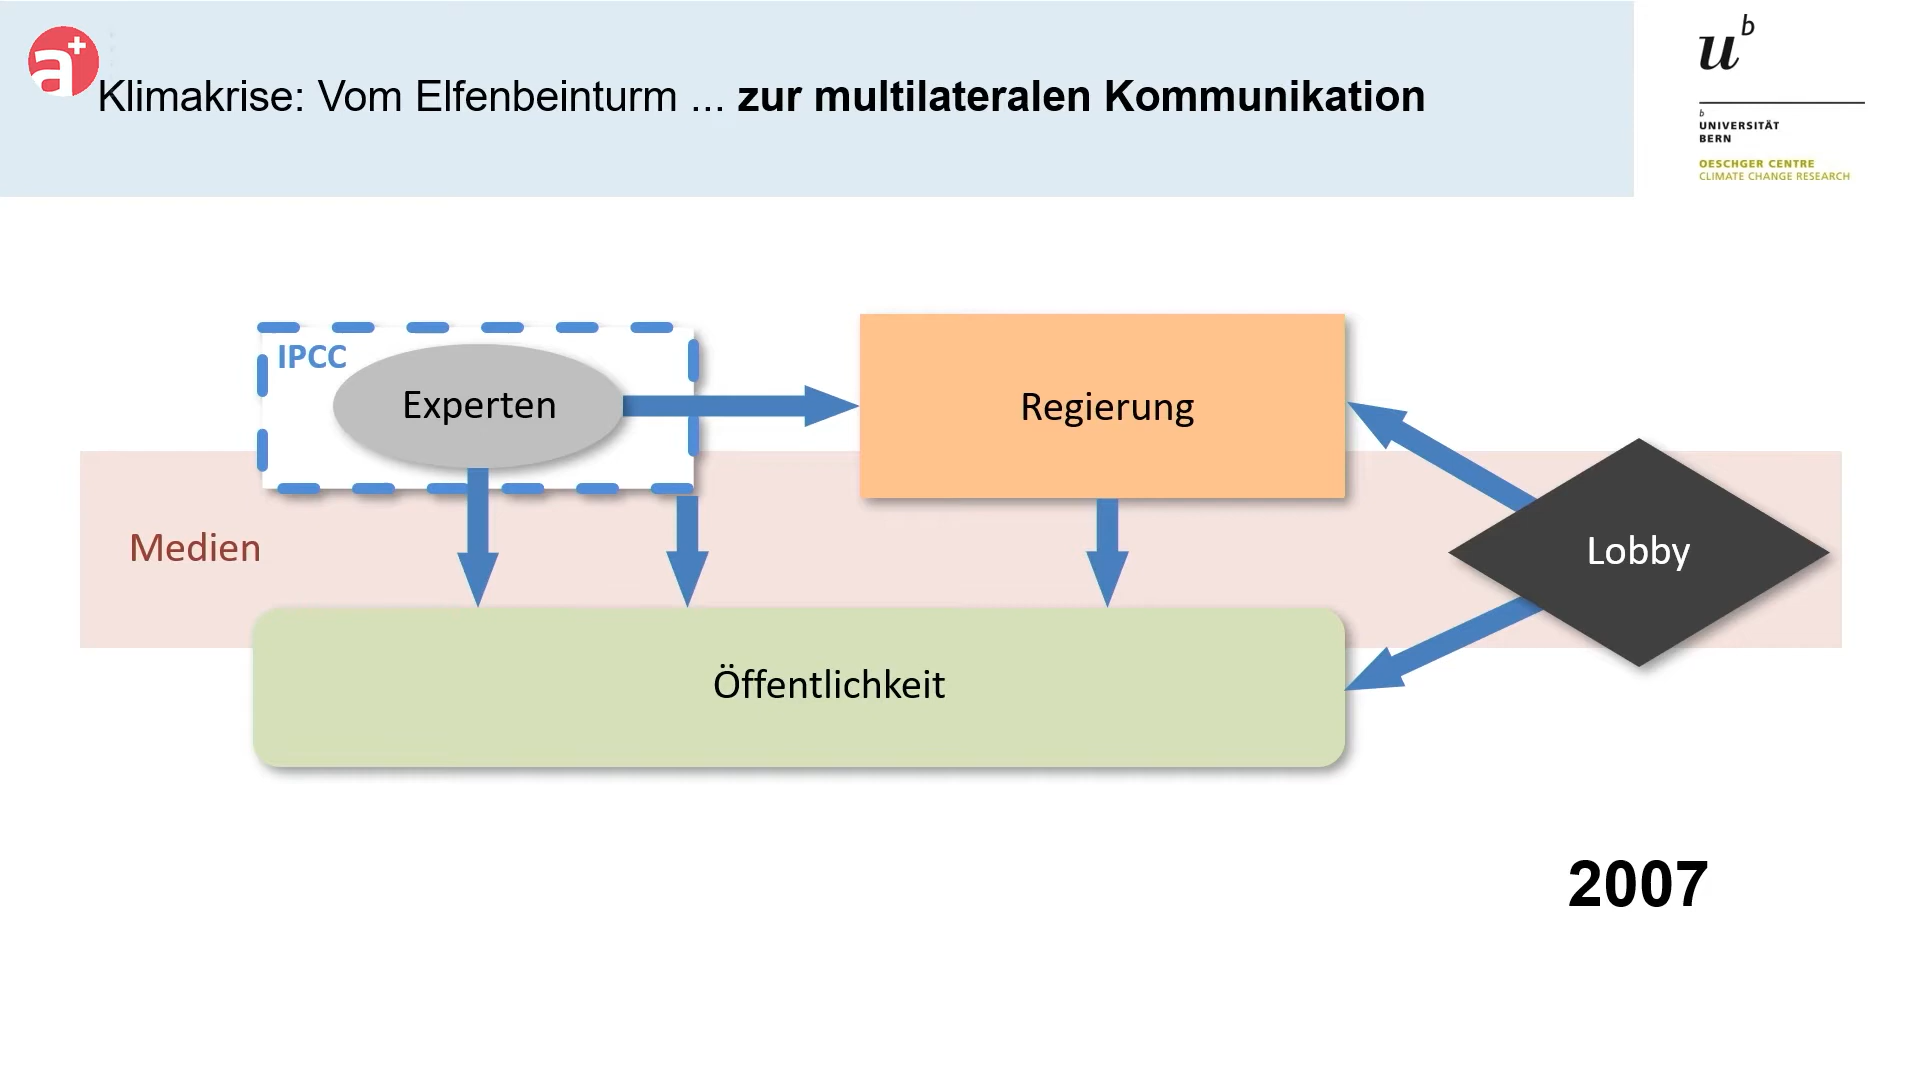 a+
Klimakrise: Vom Elfenbeinturm ... zur multilateralen Kommunikation
u b
b
UNIVERSITÄT
BERN
OESCHGER CENTRE
CLIMATE CHANGE RESEARCH
IPCC
Experten
Regierung
Medien
Lobby
Öffentlichkeit
2007